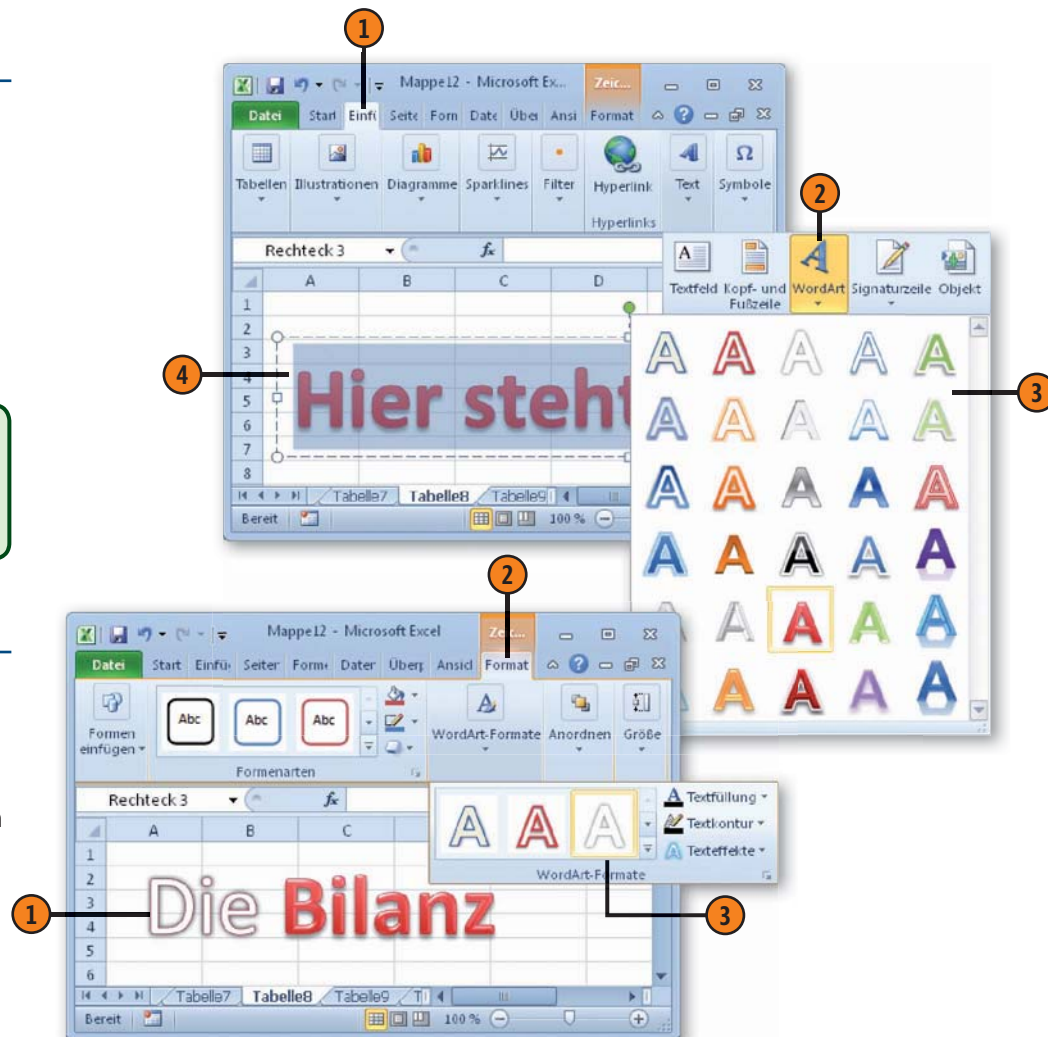 1
Mappe12 - Microsoft Ex... Zeic...
Datei Start Einfü Seite Form Date Über Ansi Format
Tabellen Illustrationen Diagramme Sparklines Filter Hyperlink Text Symbole
Hyperlinks
2
Rechteck 3 fx
Textfeld Kopf- und Fußzeile WordArt Signaturzeile Objekt
A B C D
1
2
3
4
5
6
7
8
Hier steht
4
3
Tabelle7 Tabelle8 Tabelle9
Bereit 100 %
2
Mappe12 - Microsoft Excel Zeic...
Datei Start Einfü Seiter Forme Dater Überp Ansicl Format
Abc Abc Abc
Formen einfügen WordArt-Formate Anordnen Größe
Formenarten
Rechteck 3 fx
Textfüllung
Textkontur
Texteffekte
WordArt-Formate
A B C
1
2
3
4
5
6
Die Bilanz
1
3
Tabelle7 Tabelle8 Tabelle9
Bereit 100 %